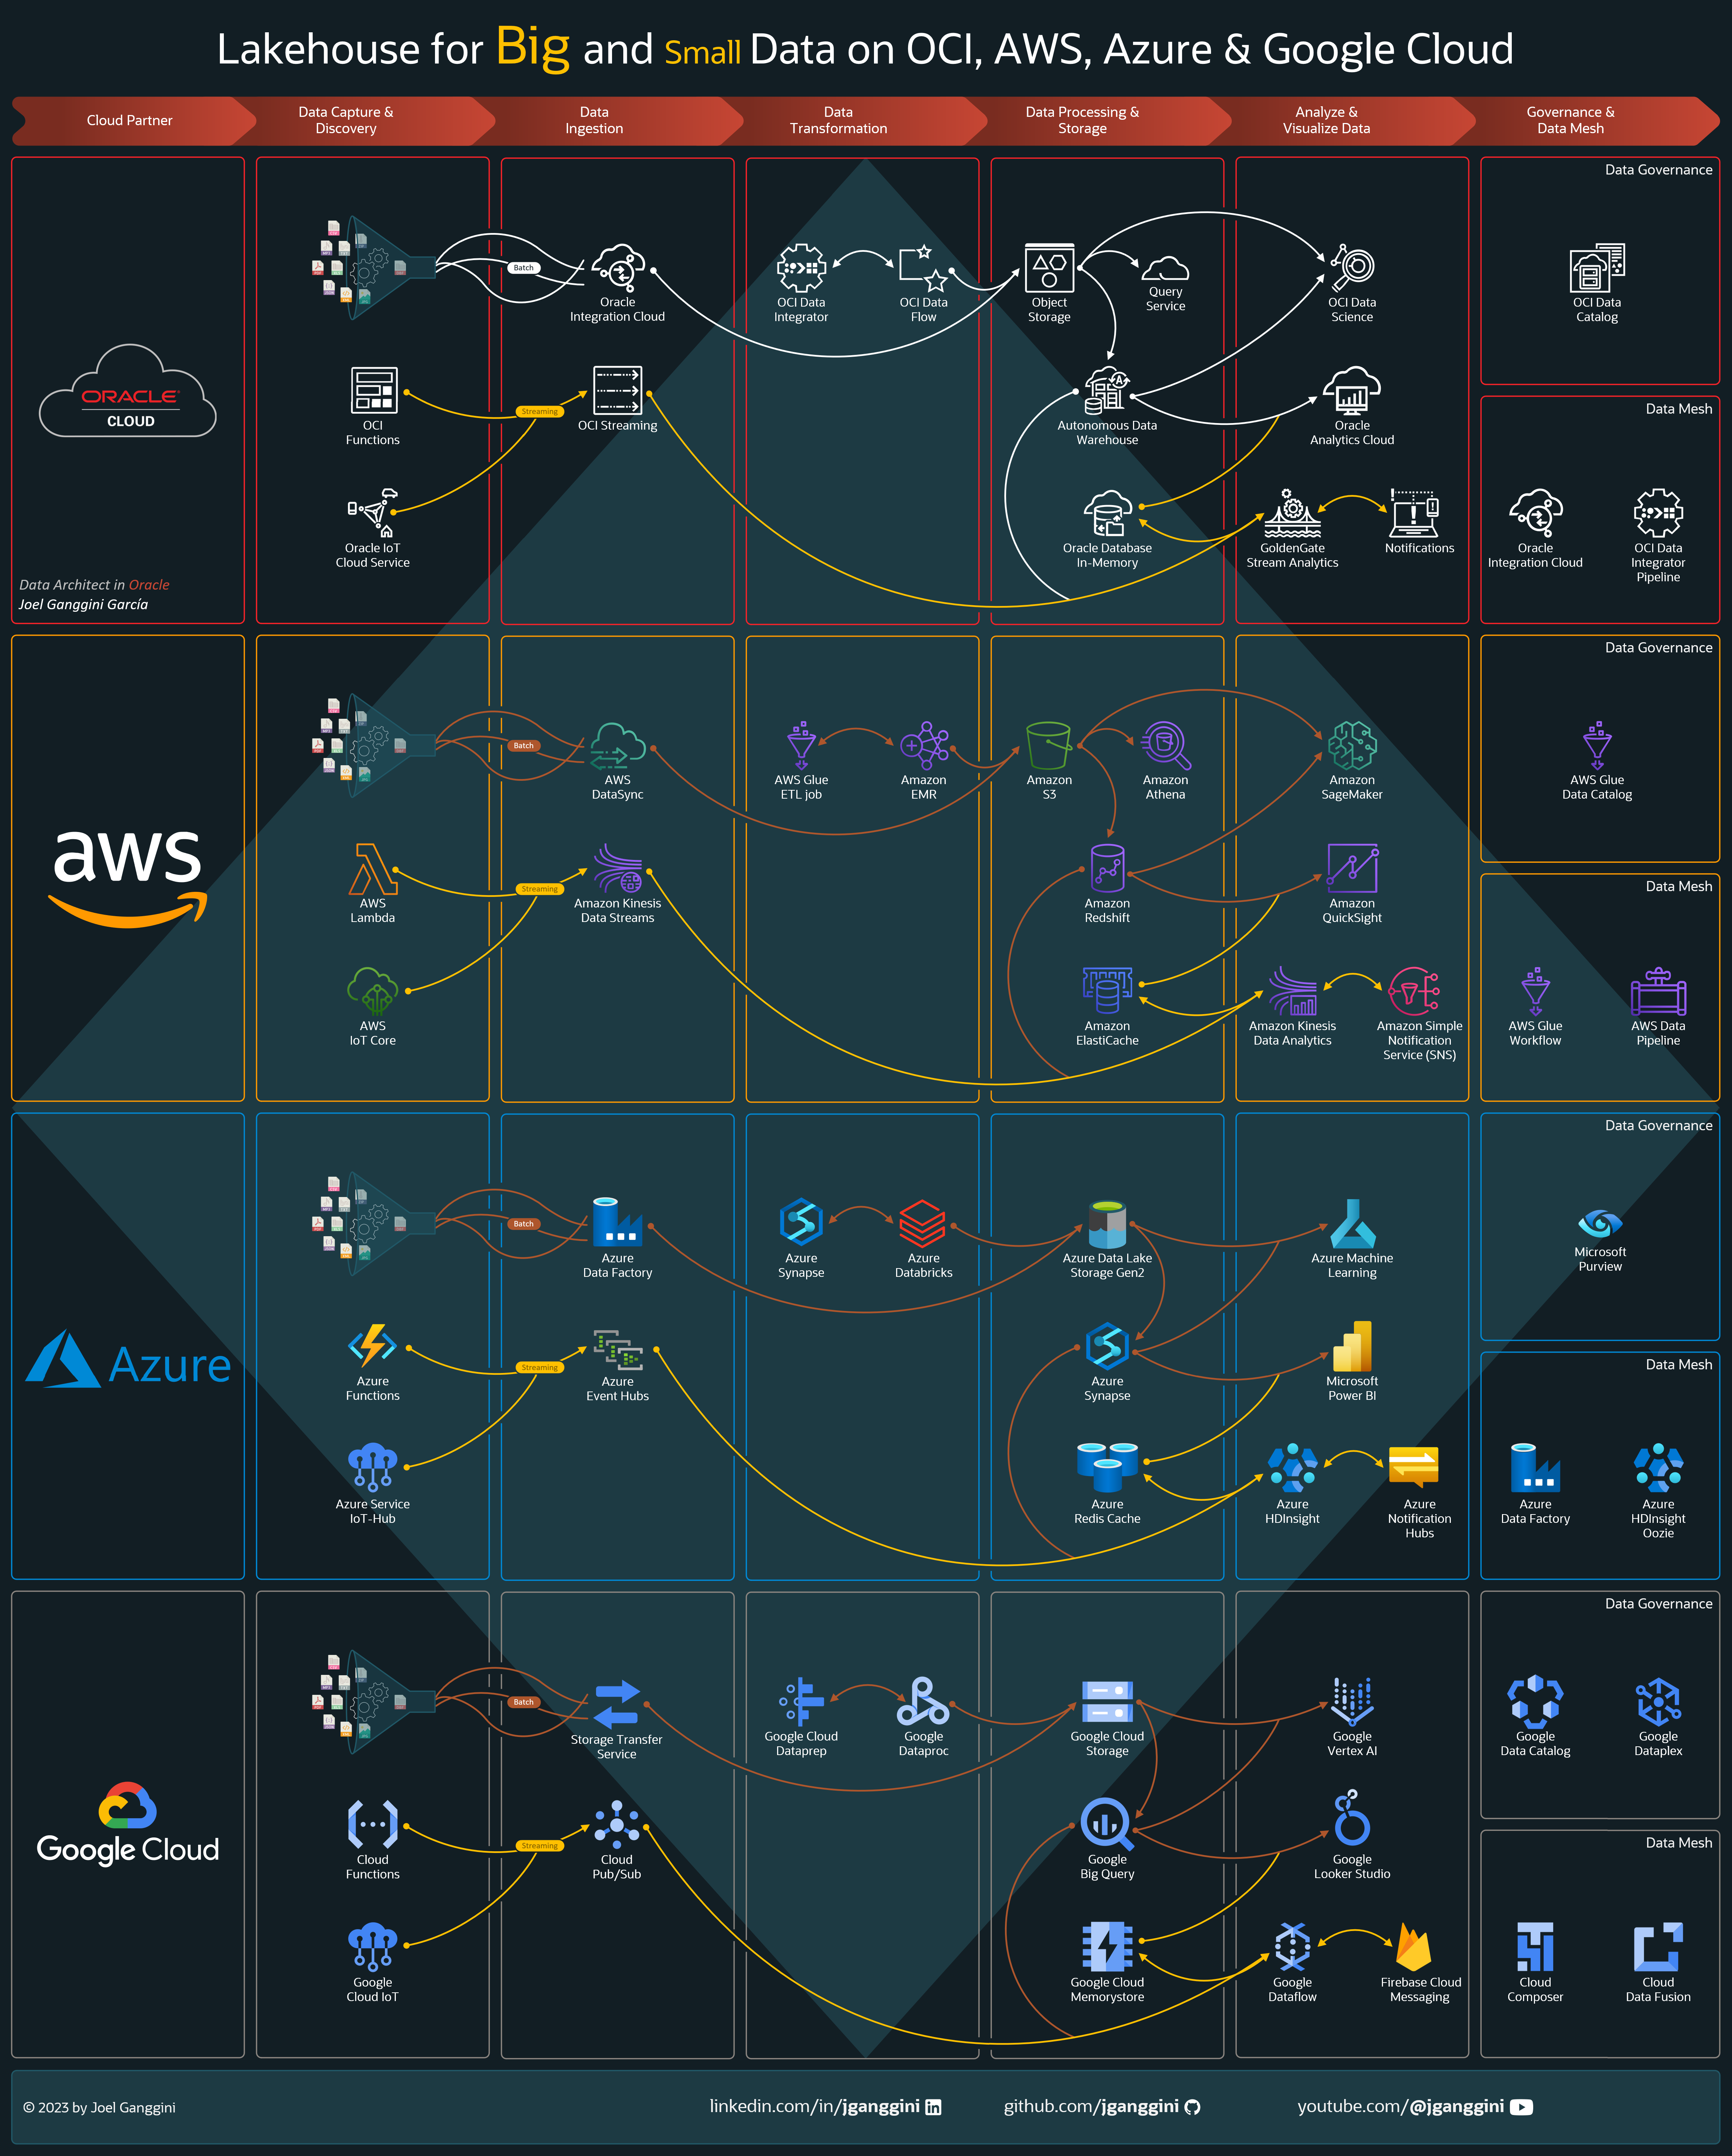 Lakehouse for Big and Small Data on OCI, AWS, Azure & Google Cloud
Cloud Partner
Data Capture &
Discovery
Data
Ingestion
Data
Transformation
Data Processing &
Storage
Analyze &
Visualize Data
Governance &
Data Mesh
ORACLE
CLOUD
Data Architect in Oracle
Joel Ganggini García
Batch
Oracle
Integration Cloud
OCI Data
Integrator
OCI Data
Flow
Object
Storage
Query
Service
OCI Data
Science
Data Governance
OCI Data
Catalog
OCI
Functions
Streaming
OCI Streaming
Autonomous Data
Warehouse
Oracle
Analytics Cloud
Data Mesh
Oracle IoT
Cloud Service
Oracle Database
In-Memory
GoldenGate
Stream Analytics
Notifications
Oracle
Integration Cloud
OCI Data
Integrator
Pipeline
aws
Batch
AWS
DataSync
AWS Glue
ETL job
Amazon
EMR
Amazon
S3
Amazon
Athena
Amazon
SageMaker
Data Governance
AWS Glue
Data Catalog
AWS
Lambda
Streaming
Amazon Kinesis
Data Streams
Amazon
Redshift
Amazon
QuickSight
Data Mesh
AWS
IoT Core
Amazon
ElastiCache
Amazon Kinesis
Data Analytics
Amazon Simple
Notification
Service (SNS)
AWS Glue
Workflow
AWS Data
Pipeline
Azure
Batch
Azure
Data Factory
Azure
Synapse
Azure
Databricks
Azure Data Lake
Storage Gen2
Azure Machine
Learning
Data Governance
Microsoft
Purview
Azure
Functions
Streaming
Azure
Event Hubs
Azure
Synapse
Microsoft
Power BI
Data Mesh
Azure Service
IoT-Hub
Azure
Redis Cache
Azure
HDInsight
Azure
Notification
Hubs
Azure
Data Factory
Azure
HDInsight
Oozie
Google Cloud
Batch
Storage Transfer
Service
Google Cloud
Dataprep
Google
Dataproc
Google Cloud
Storage
Google
Vertex AI
Data Governance
Google
Data Catalog
Google
Dataplex
Cloud
Functions
Streaming
Cloud
Pub/Sub
Google
Big Query
Google
Looker Studio
Data Mesh
Google
Cloud IoT
Google Cloud
Memorystore
Google
Dataflow
Firebase Cloud
Messaging
Cloud
Composer
Cloud
Data Fusion
© 2023 by Joel Ganggini
linkedin.com/in/jganggini
github.com/jganggini
youtube.com/@jganggini